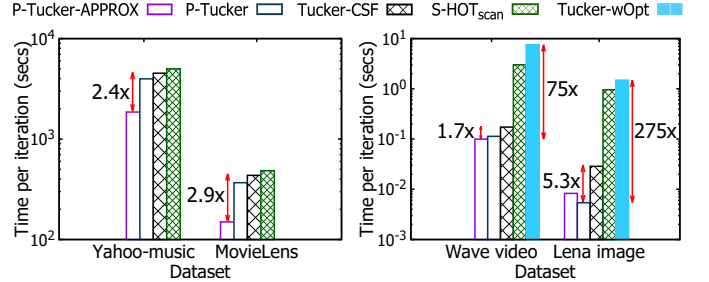 P-Tucker-APPROX P-Tucker Tucker-CSF S-HOTscan Tucker-wOpt
Time per iteration (secs)
10^4
10^3
10^2
2.4x
2.9x
Yahoo-music MovieLens
Dataset
Time per iteration (secs)
10^1
10^0
10^-1
10^-2
10^-3
1.7x
75x
5.3x
275x
Wave video Lena image
Dataset